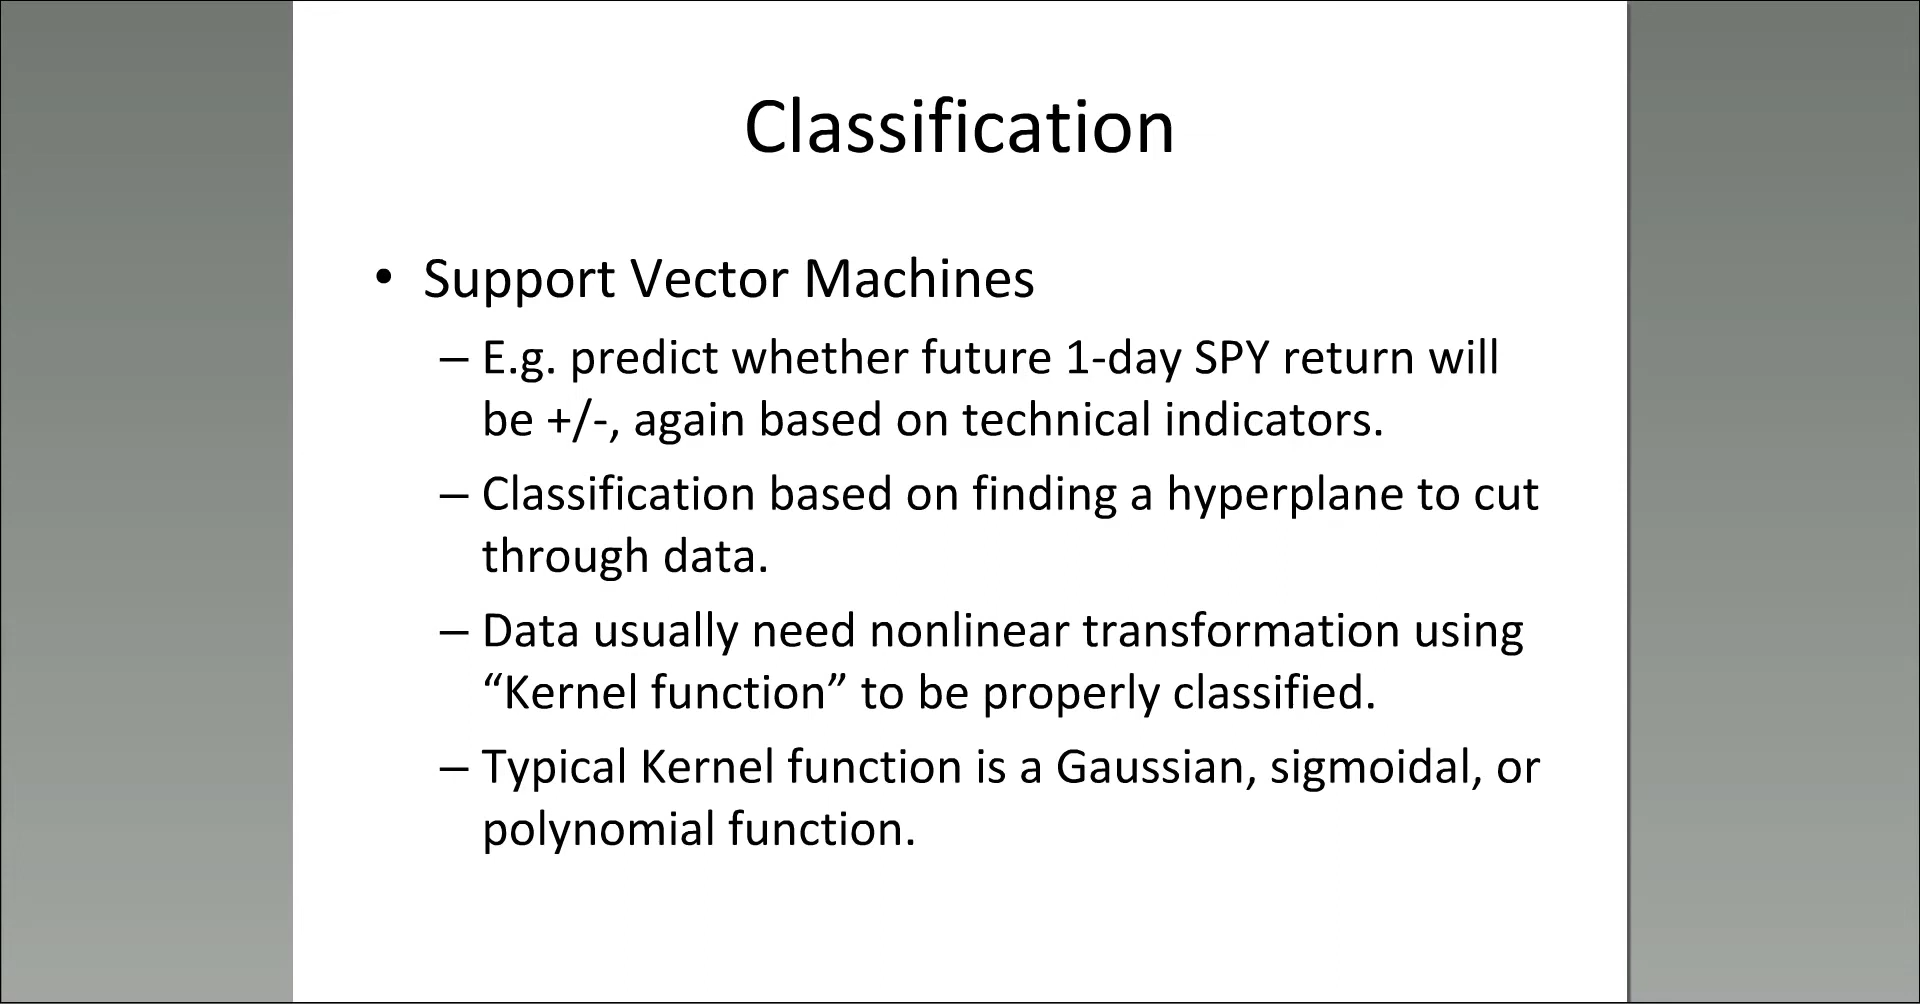 Classification
• Support Vector Machines
– E.g. predict whether future 1-day SPY return will
be +/-, again based on technical indicators.
– Classification based on finding a hyperplane to cut
through data.
– Data usually need nonlinear transformation using
“Kernel function” to be properly classified.
– Typical Kernel function is a Gaussian, sigmoidal, or
polynomial function.